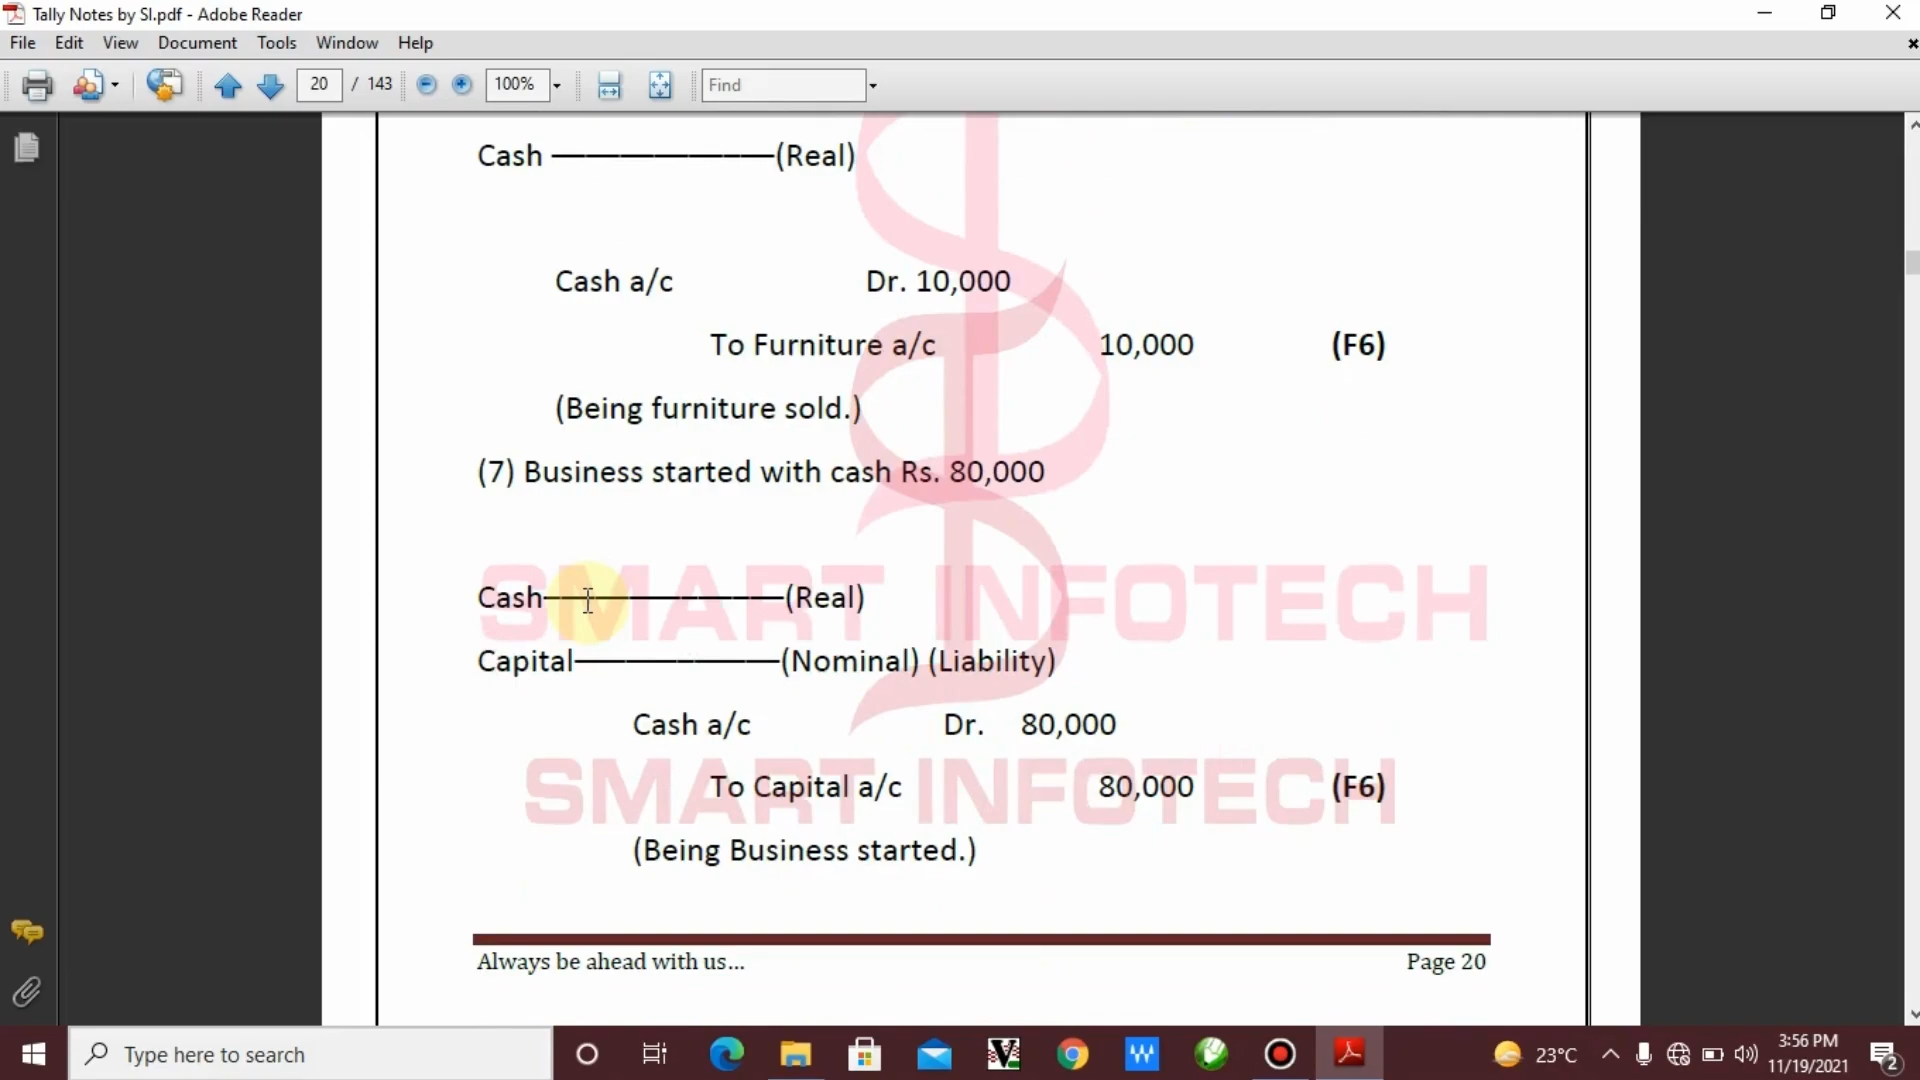 Tally Notes by SI.pdf - Adobe Reader
File Edit View Document Tools Window Help
20 / 143 100% Find
Cash (Real)
Cash a/c Dr. 10,000
To Furniture a/c 10,000 (F6)
(Being furniture sold.)
(7) Business started with cash Rs. 80,000
SMART INFOTECH
Cash (Real)
Capital (Nominal) (Liability)
Cash a/c Dr. 80,000
SMART INFOTECH
To Capital a/c 80,000 (F6)
(Being Business started.)
Always be ahead with us... Page 20
Type here to search 23°C 3:56 PM
11/19/2021 2